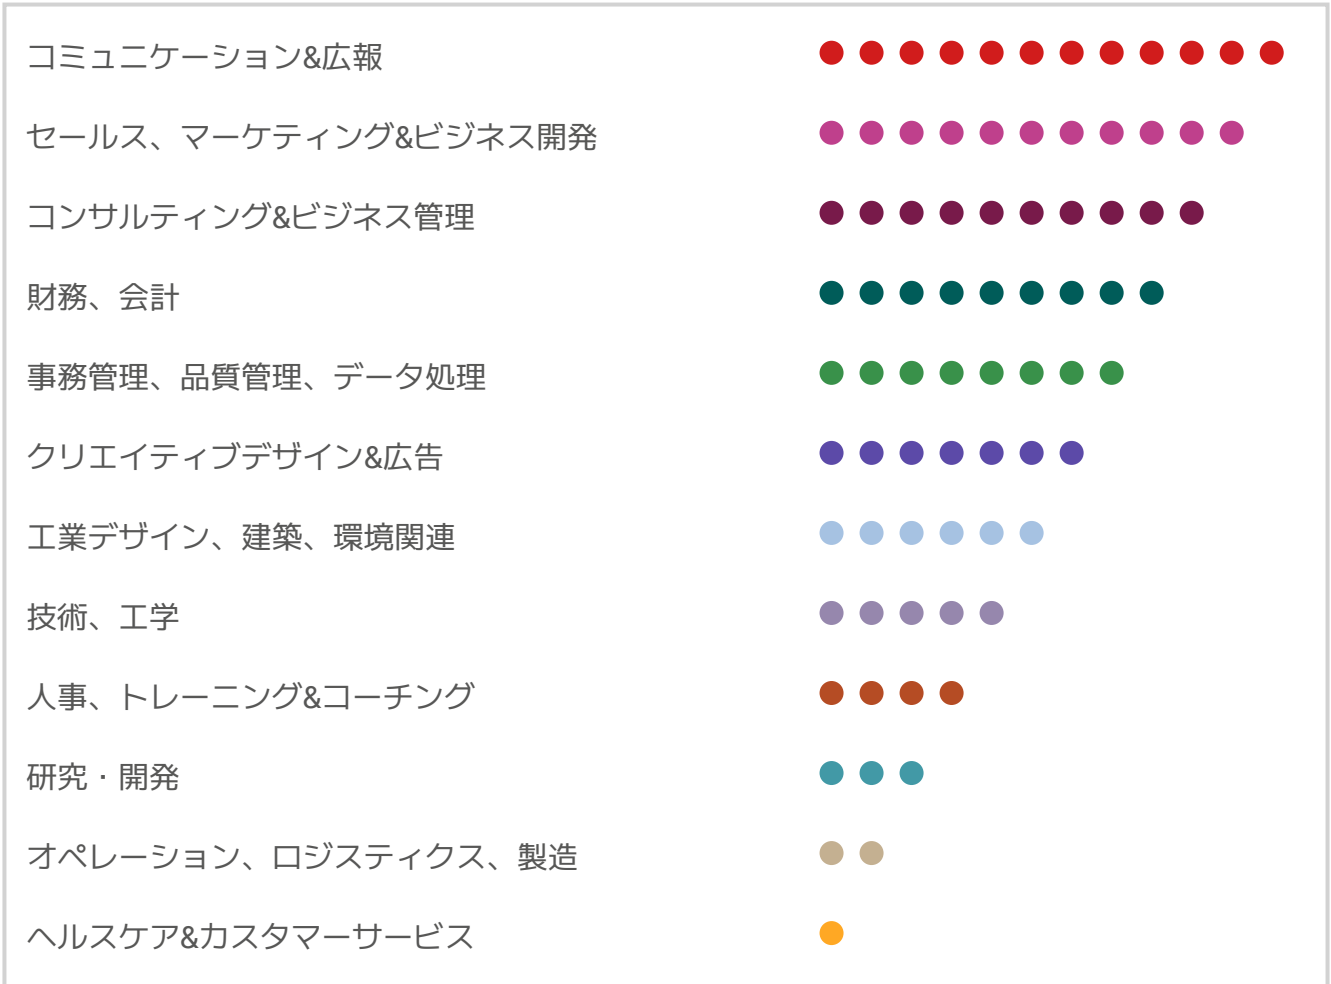 コミュニケーション&広報
セールス、マーケティング&ビジネス開発
コンサルティング&ビジネス管理
財務、会計
事務管理、品質管理、データ処理
クリエイティブデザイン&広告
工業デザイン、建築、環境関連
技術、工学
人事、トレーニング&コーチング
研究・開発
オペレーション、ロジスティクス、製造
ヘルスケア&カスタマーサービス